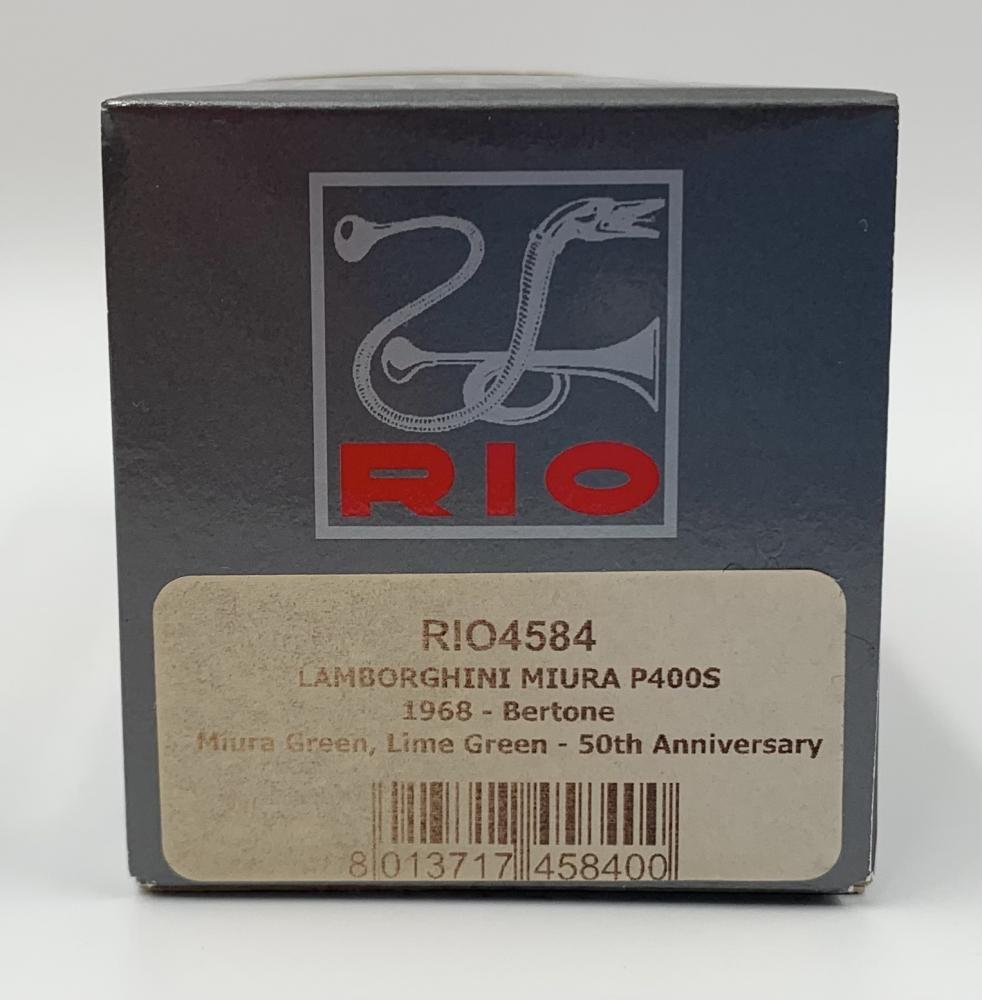 RIO
RIO4584
LAMBORGHINI MIURA P400S
1968 - Bertone
Miura Green, Lime Green - 50th Anniversary
8 013717 458400